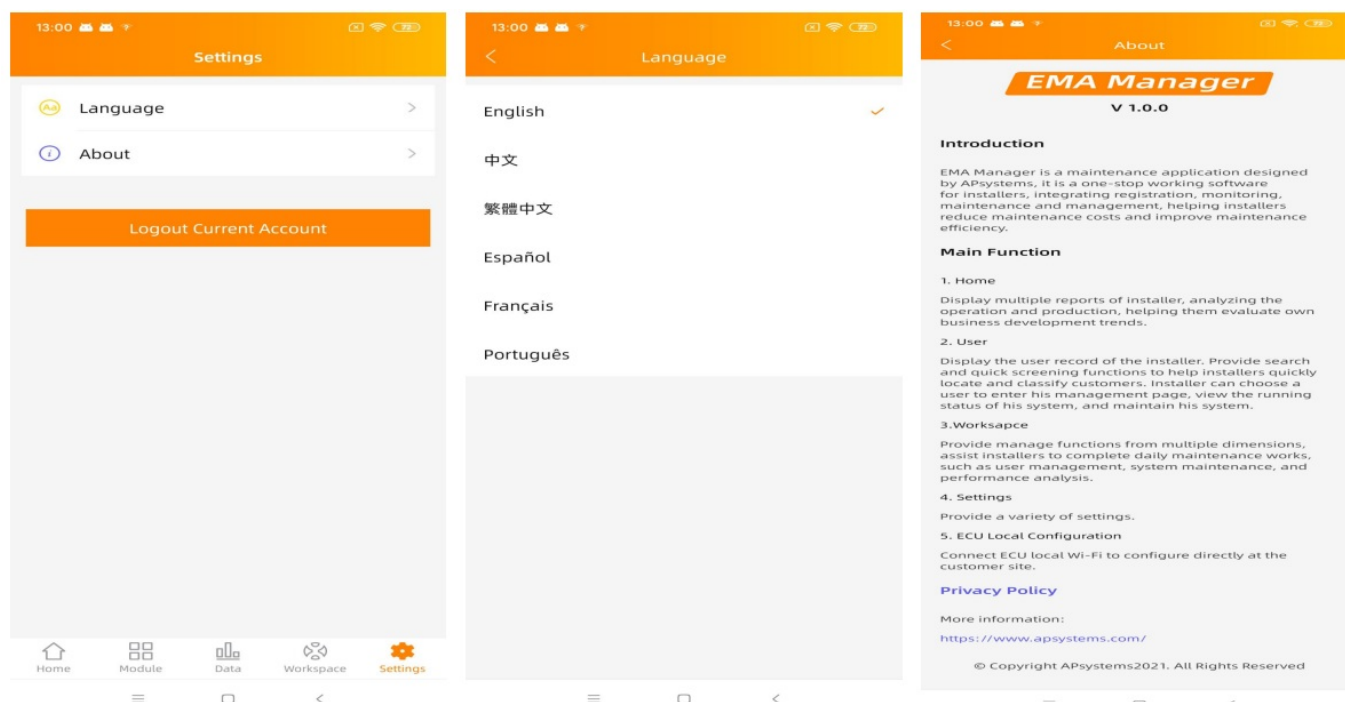 13:00
72
Settings
Language
About
Logout Current Account
Home
Module
Data
Workspace
Settings
13:00
72
Language
English
中文
繁體中文
Español
Français
Português
13:00
72
About
EMA Manager
V 1.0.0
Introduction
EMA Manager is a maintenance application designed
by APsystems, it is a one-stop working software
for installers, integrating registration, monitoring,
maintenance and management, helping installers
reduce maintenance costs and improve maintenance
efficiency.
Main Function
1. Home
Display multiple reports of installer, analyzing the
operation and production, helping them evaluate own
business development trends.
2. User
Display the user record of the installer. Provide search
and quick screening functions to help installers quickly
locate and classify customers. Installer can choose a
user to enter his management page, view the running
status of his system, and maintain his system.
3.Worksapce
Provide manage functions from multiple dimensions,
assist installers to complete daily maintenance works,
such as user management, system maintenance, and
performance analysis.
4. Settings
Provide a variety of settings.
5. ECU Local Configuration
Connect ECU local Wi-Fi to configure directly at the
customer site.
Privacy Policy
More information:
https://www.apsystems.com/
© Copyright APsystems2021. All Rights Reserved